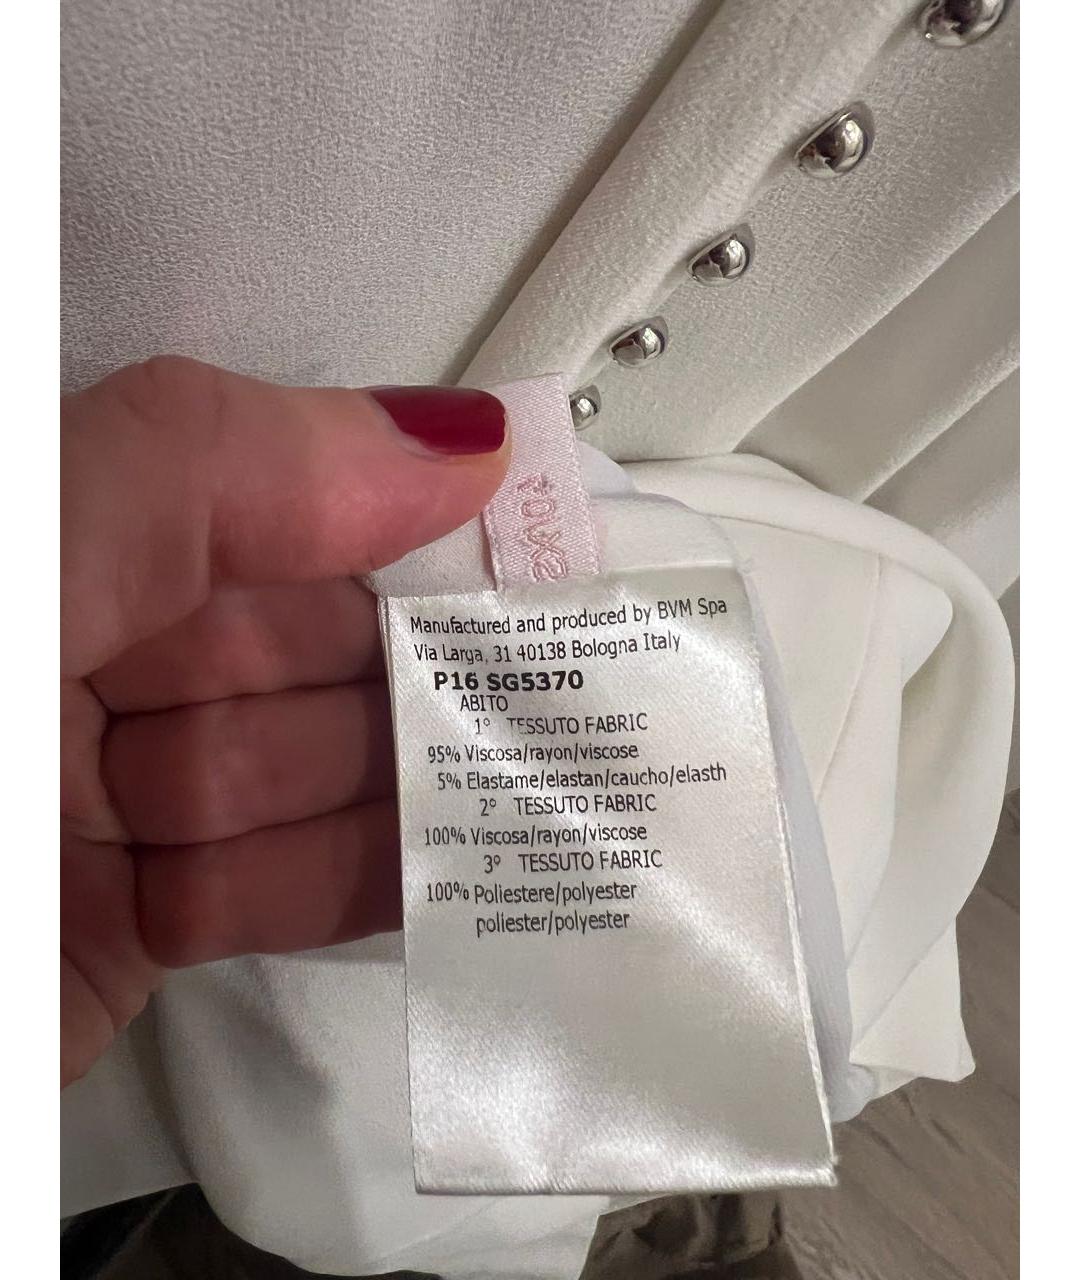 Manufactured and produced by BVM Spa
Via Larga, 31 40138 Bologna Italy
P16 SG5370
ABITO
1° TESSUTO FABRIC
95% Viscosa/rayon/viscose
5% Elastame/elastan/caucho/elasth
2° TESSUTO FABRIC
100% Viscosa/rayon/viscose
3° TESSUTO FABRIC
100% Poliestere/polyester
poliester/polyester